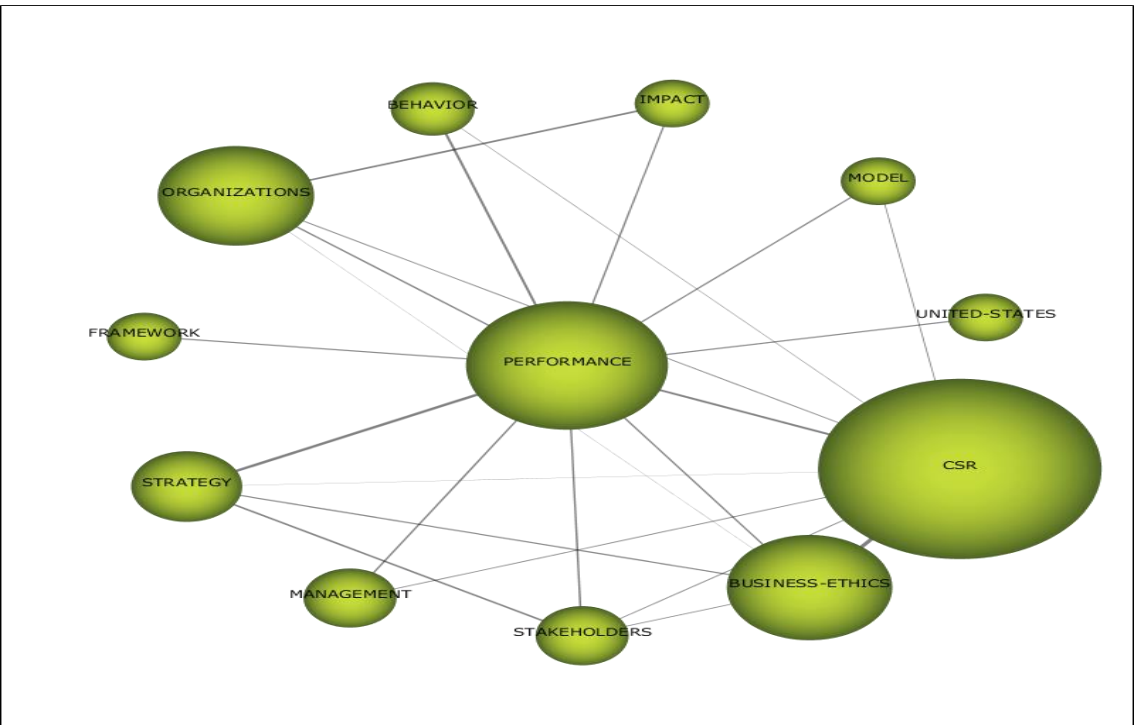 BEHAVIOR
IMPACT
ORGANIZATIONS
MODEL
FRAMEWORK
UNITED-STATES
PERFORMANCE
STRATEGY
CSR
MANAGEMENT
BUSINESS-ETHICS
STAKEHOLDERS